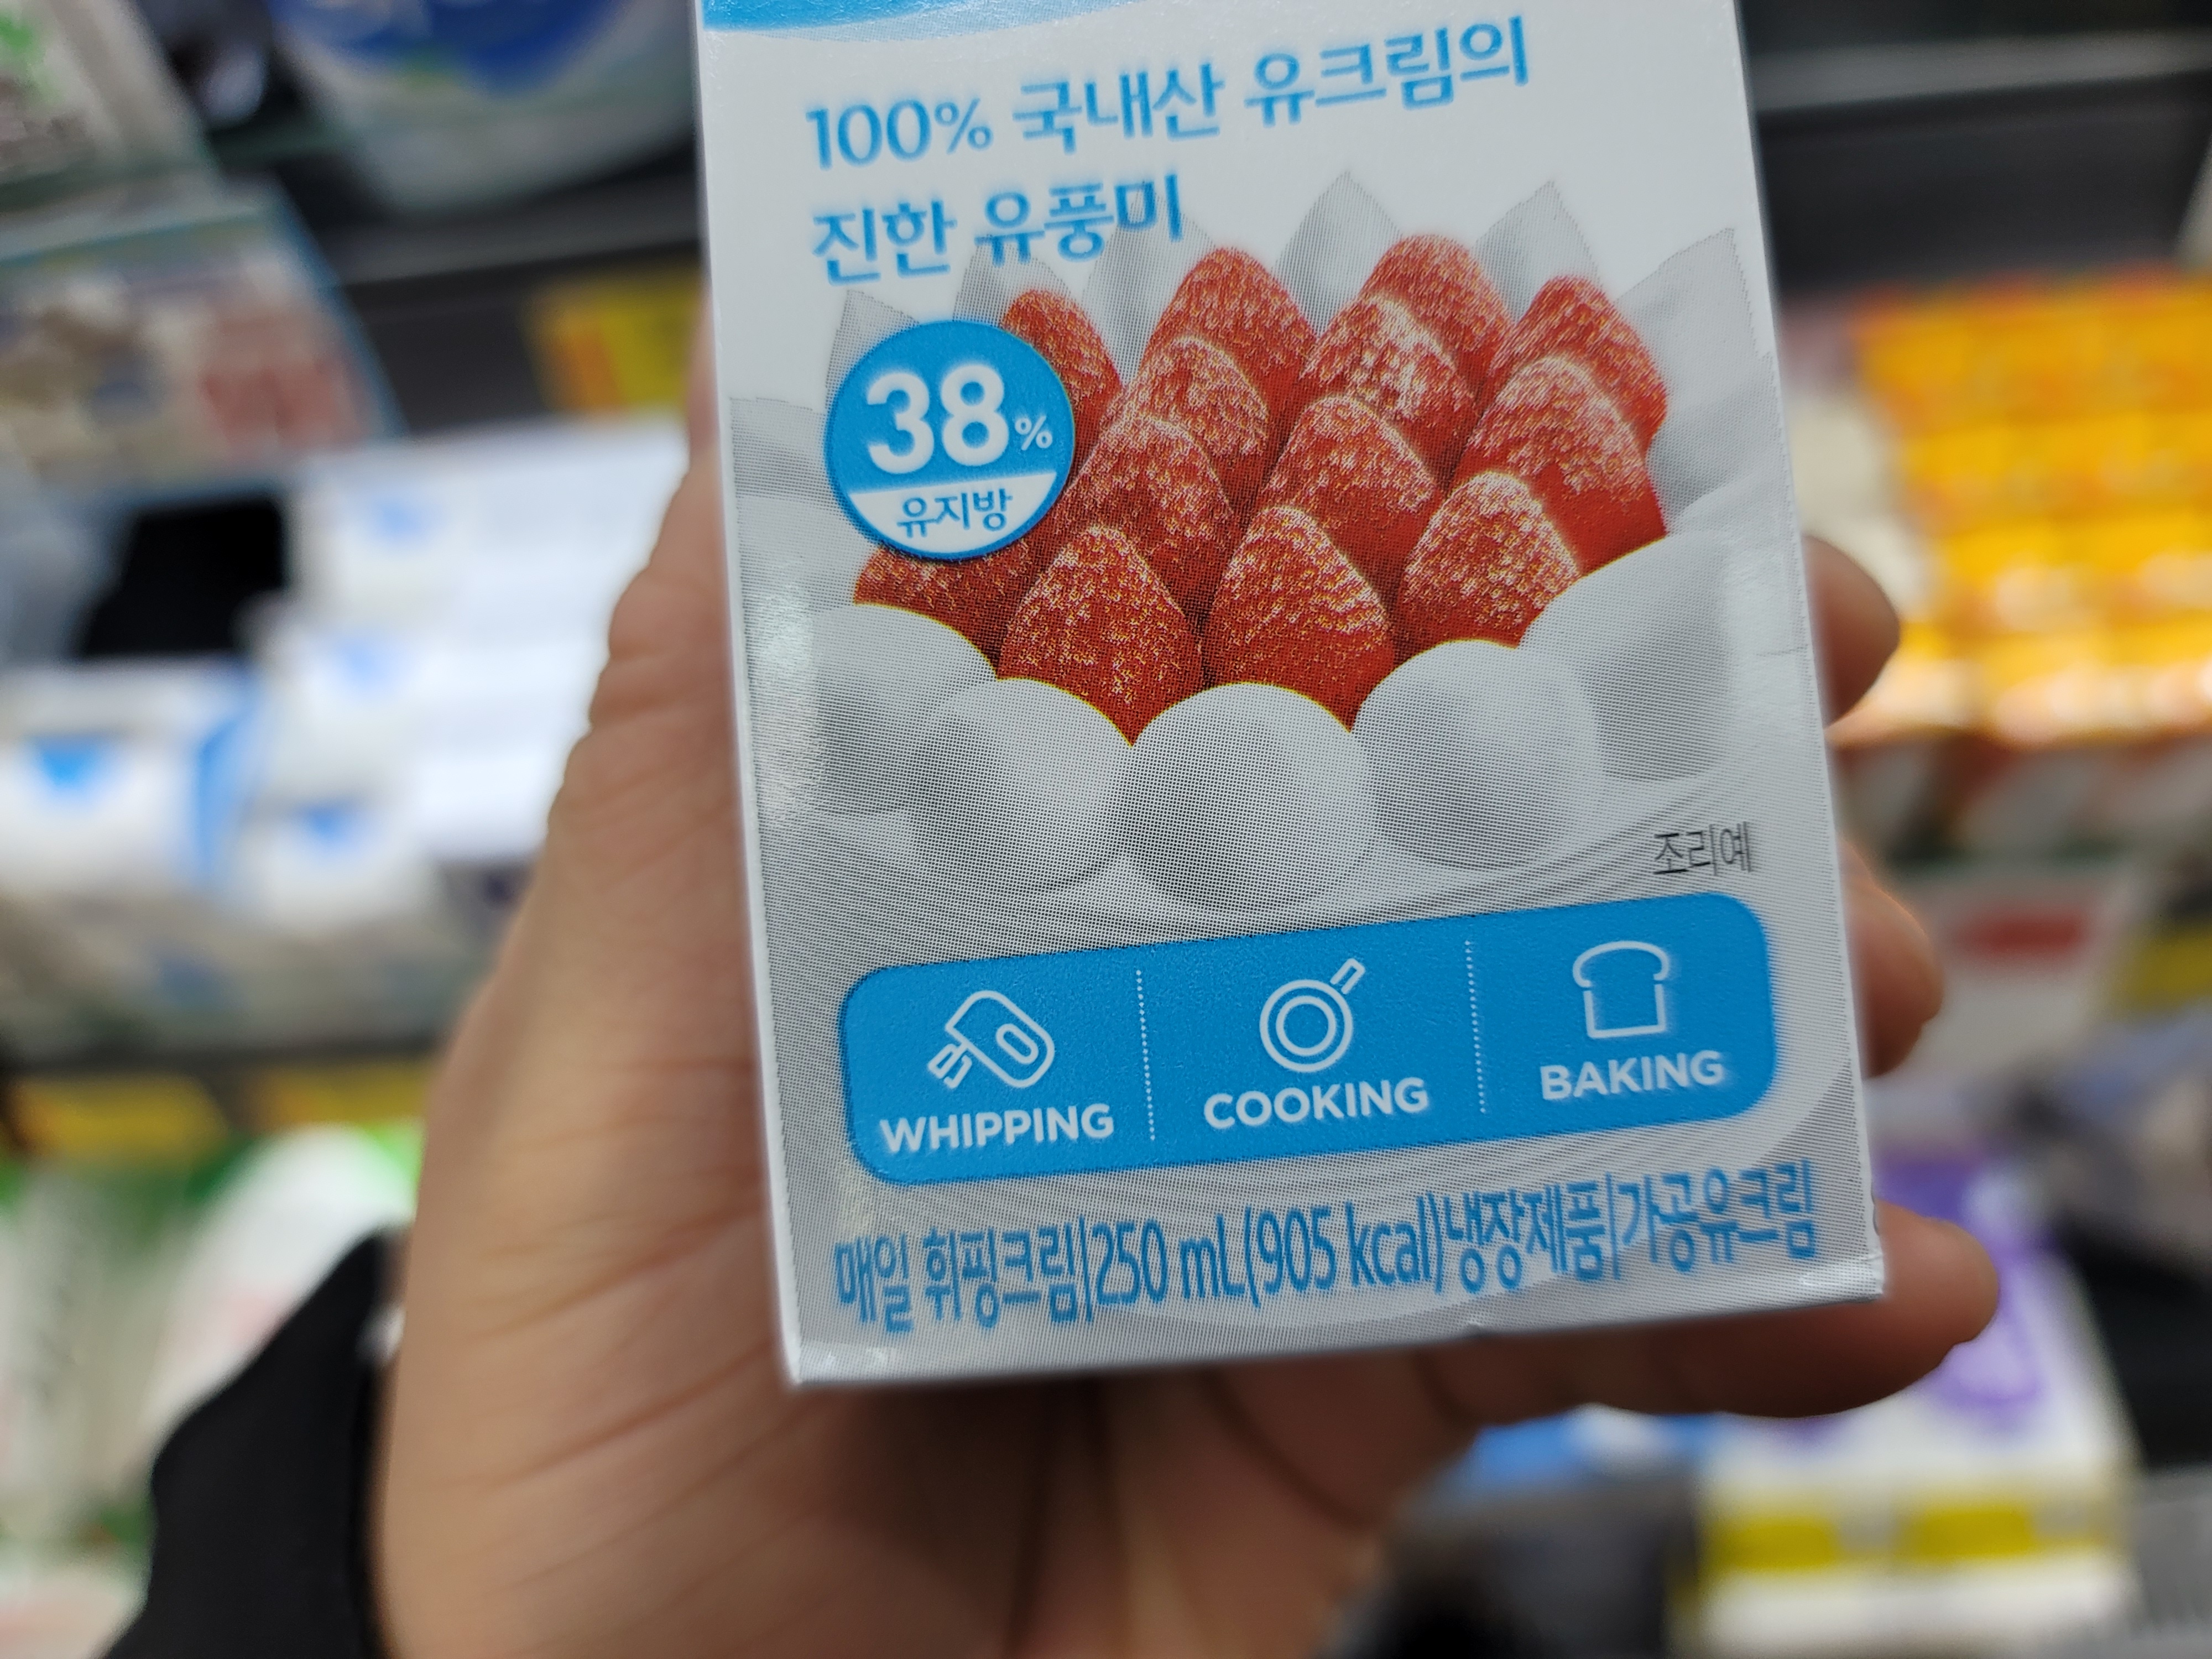 100% 국내산 유크림의
진한 유풍미
38%
유지방
조리예
WHIPPING
COOKING
BAKING
매일 휘핑크림|250 mL(905 kcal)냉장제품|가공유크림